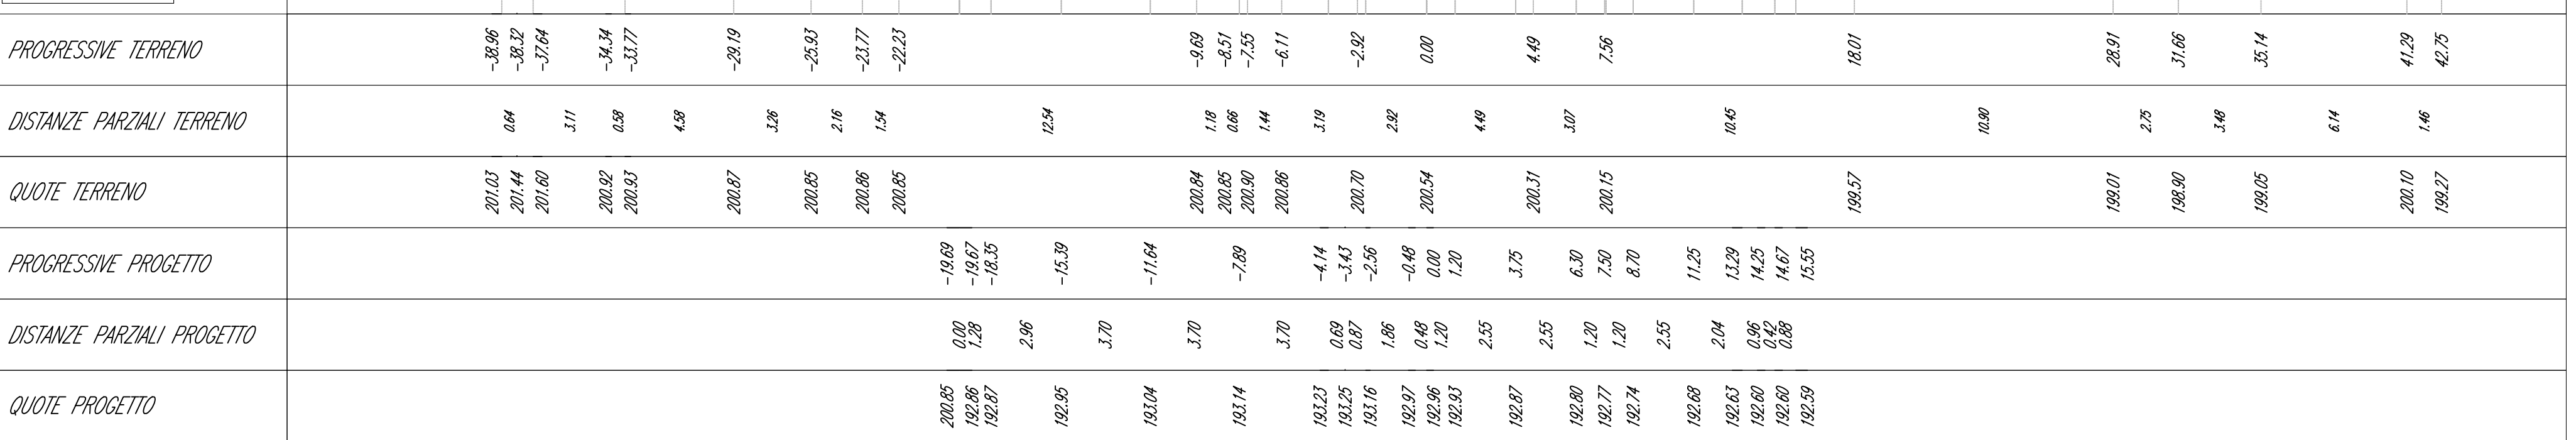 PROGRESSIVE TERRENO -38.96 -38.32 -37.64 -34.34 -33.77 -29.19 -25.93 -23.77 -22.23 -9.69 -8.51 -7.55 -6.11 -2.92 0.00 4.49 7.56 18.01 28.91 31.66 35.14 41.29 42.75
DISTANZE PARZIALI TERRENO 0.64 3.11 0.58 4.58 3.26 2.16 1.54 12.54 1.18 0.66 1.44 3.19 2.92 4.49 3.07 10.45 10.90 2.75 3.48 6.14 1.46
QUOTE TERRENO 201.03 201.44 201.60 200.92 200.93 200.87 200.85 200.86 200.85 200.84 200.85 200.90 200.86 200.70 200.54 200.31 200.15 199.57 199.01 198.90 199.05 200.10 199.27
PROGRESSIVE PROGETTO -19.69 -19.67 -18.35 -15.39 -11.64 -7.89 -4.14 -3.43 -2.56 -0.48 0.00 1.20 3.75 6.30 7.50 8.70 11.25 13.29 14.25 14.67 15.55
DISTANZE PARZIALI PROGETTO 0.00 1.28 2.96 3.70 3.70 3.70 0.69 0.87 1.86 0.48 1.20 2.55 2.55 1.20 1.20 2.55 2.04 0.96 0.42 0.88
QUOTE PROGETTO 200.85 192.86 192.87 192.95 193.04 193.14 193.23 193.25 193.16 192.97 192.96 192.93 192.87 192.80 192.77 192.74 192.68 192.63 192.60 192.60 192.59